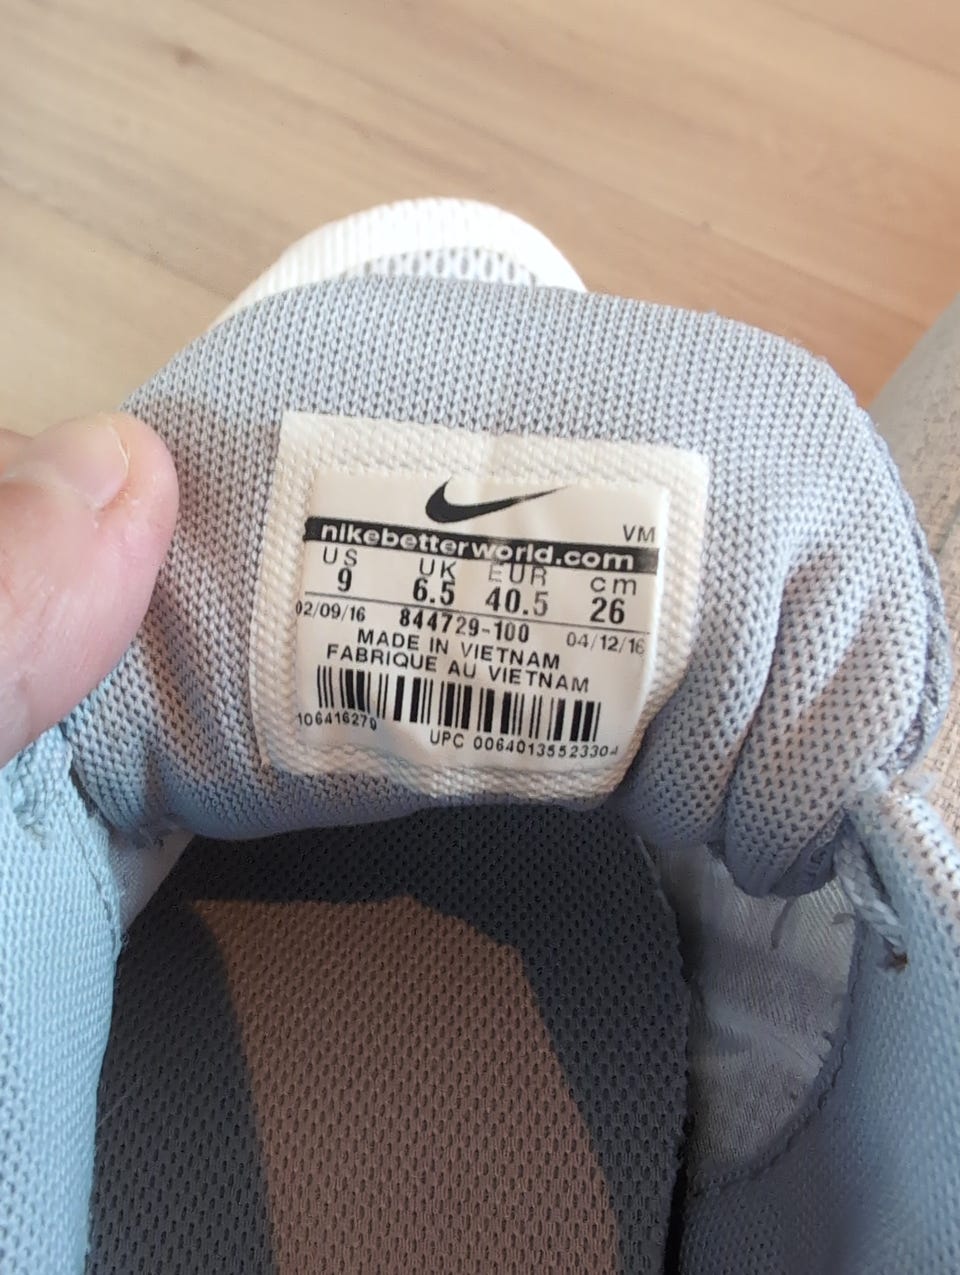 VM
nikebetterworld.com
US UK EUR cm
9 6.5 40.5 26
02/09/16 844729-100 04/12/16
MADE IN VIETNAM
FABRIQUE AU VIETNAM
106416279
UPC 00640135523304